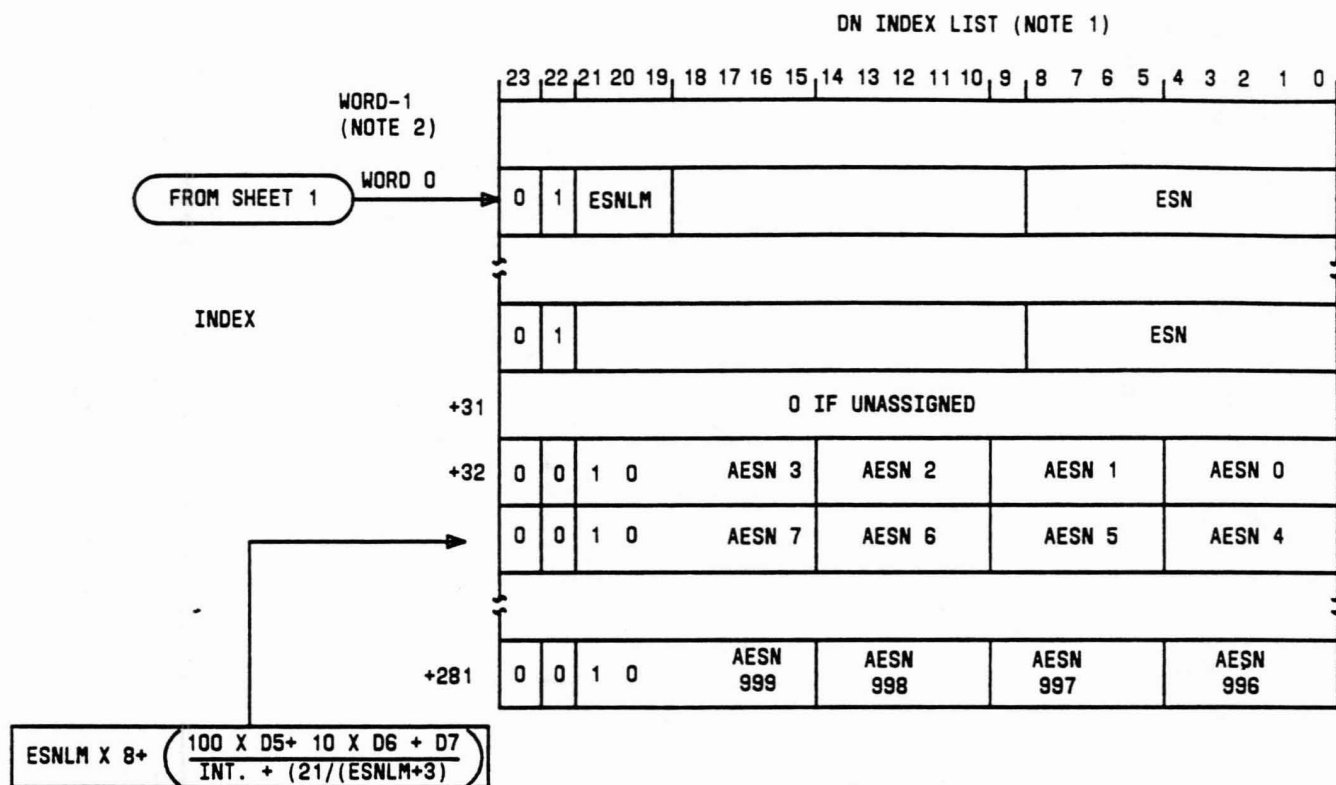 DN INDEX LIST (NOTE 1)
23 22 21 20 19 18 17 16 15 14 13 12 11 10 9 8 7 6 5 4 3 2 1 0
WORD-1
(NOTE 2)
FROM SHEET 1 WORD 0 0 1 ESNLM ESN
INDEX
0 1 ESN
+31 0 IF UNASSIGNED
+32 0 0 1 0 AESN 3 AESN 2 AESN 1 AESN 0
0 0 1 0 AESN 7 AESN 6 AESN 5 AESN 4
+281 0 0 1 0 AESN 999 AESN 998 AESN 997 AESN 996
ESNLM X 8+ (100 X D5+ 10 X D6 + D7
INT. + (21/(ESNLM+3))